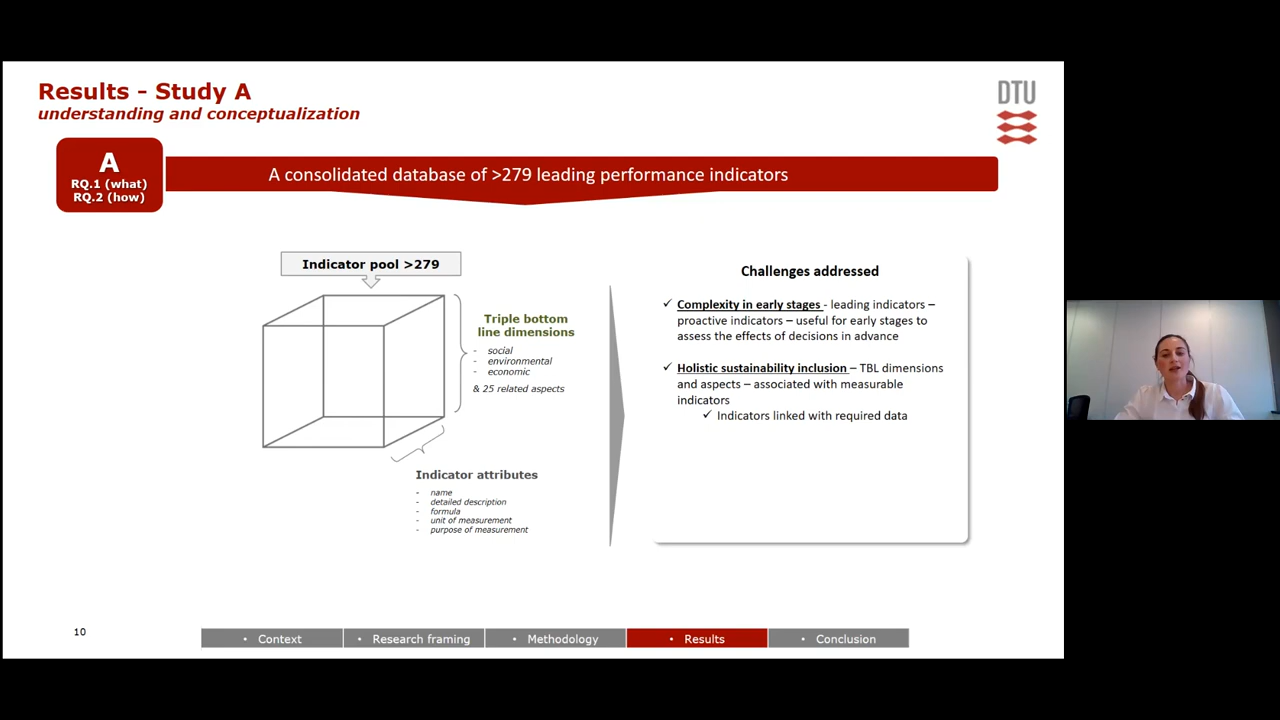 Results - Study A
understanding and conceptualization
DTU
A
RQ.1 (what)
RQ.2 (how)
A consolidated database of >279 leading performance indicators
Indicator pool >279
Triple bottom
line dimensions
- social
- environmental
- economic
& 25 related aspects
Indicator attributes
- name
- detailed description
- formula
- unit of measurement
- purpose of measurement
Challenges addressed
✓ Complexity in early stages - leading indicators –
proactive indicators – useful for early stages to
assess the effects of decisions in advance
✓ Holistic sustainability inclusion – TBL dimensions
and aspects – associated with measurable
indicators
✓ Indicators linked with required data
10
• Context
• Research framing
• Methodology
• Results
• Conclusion